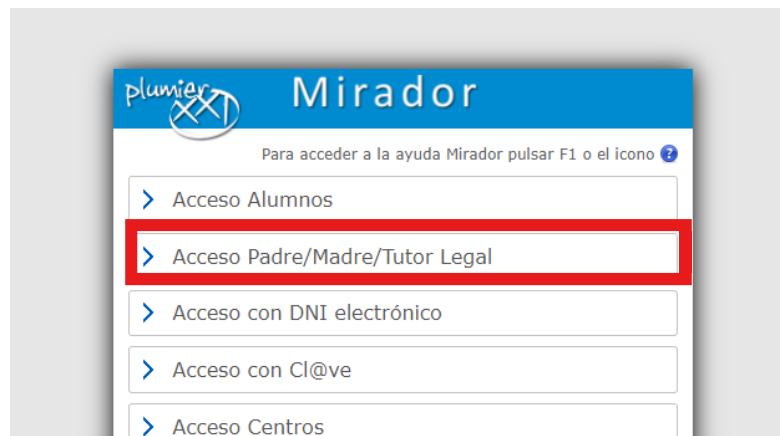 plumier
XXI
Mirador
Para acceder a la ayuda Mirador pulsar F1 o el icono ?
Acceso Alumnos
Acceso Padre/Madre/Tutor Legal
Acceso con DNI electrónico
Acceso con Cl@ve
Acceso Centros